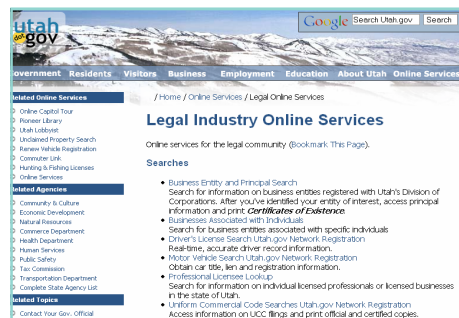 utah
dot
gov
Google Search Utah.gov Search
overnment Residents Visitors Business Employment Education About Utah Online Services
elated Online Services
Online Capitol Tour
Pioneer Library
Utah Lobbyist
Unclaimed Property Search
Renew Vehicle Registration
Commuter Link
Hunting & Fishing Licenses
Online Services
elated Agencies
Community & Culture
Economic Development
Natural Resources
Commerce Department
Health Department
Human Services
Public Safety
Tax Commission
Transportation Department
Complete State Agency List
elated Topics
Contact Your Gov. Official
/ Home / Online Services / Legal Online Services
Legal Industry Online Services
Online services for the legal community (Bookmark This Page).
Searches
Business Entity and Principal Search
Search for information on business entities registered with Utah's Division of
Corporations. After you've identified your entity of interest, access principal
information and print Certificates of Existence.
Businesses Associated with Individuals
Search for business entities associated with specific individuals
Driver's License Search Utah.gov Network Registration
Real-time, accurate driver record information.
Motor Vehicle Search Utah.gov Network Registration
Obtain car title, lien and registration information.
Professional Licensee Lookup
Search for information on individual licensed professionals or licensed businesses
in the state of Utah.
Uniform Commercial Code Searches Utah.gov Network Registration
Access information on UCC filings and print official and certified copies.